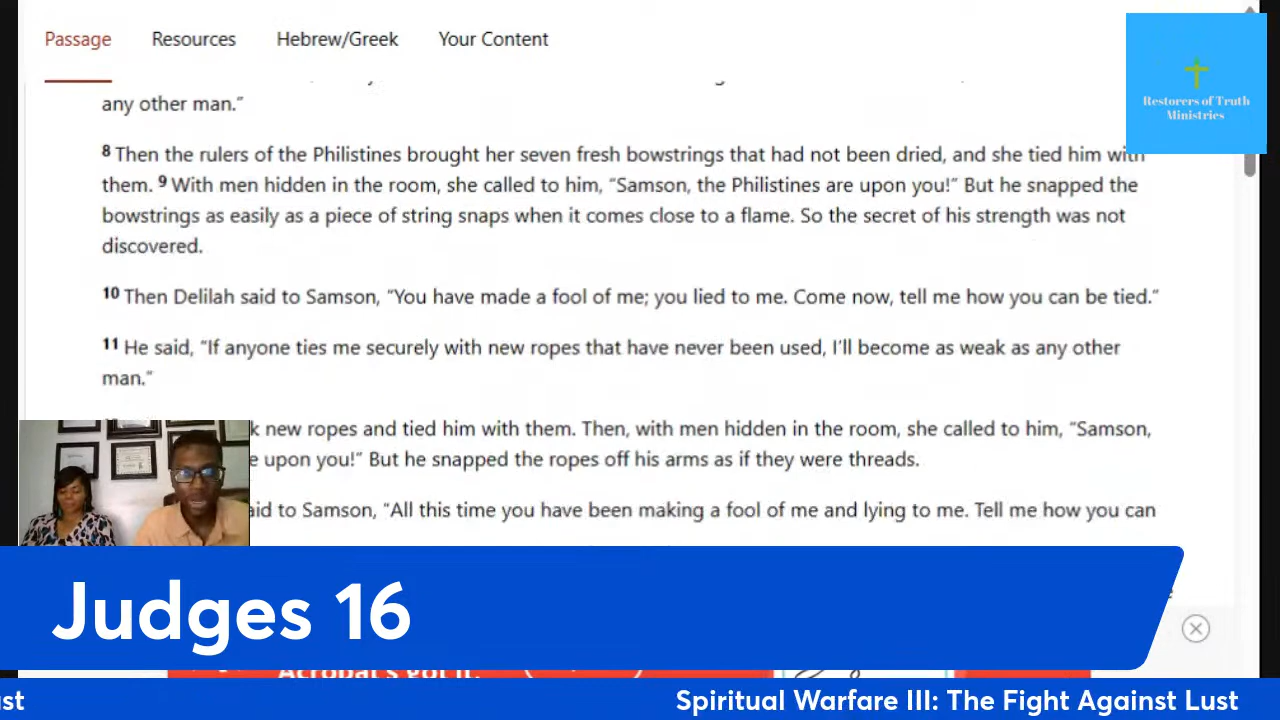 Passage
Resources
Hebrew/Greek
Your Content
Restorers of Truth
Ministries
any other man.”
8 Then the rulers of the Philistines brought her seven fresh bowstrings that had not been dried, and she tied him with
them. 9 With men hidden in the room, she called to him, “Samson, the Philistines are upon you!” But he snapped the
bowstrings as easily as a piece of string snaps when it comes close to a flame. So the secret of his strength was not
discovered.
10 Then Delilah said to Samson, “You have made a fool of me; you lied to me. Come now, tell me how you can be tied.”
11 He said, “If anyone ties me securely with new ropes that have never been used, I’ll become as weak as any other
man.”
k new ropes and tied him with them. Then, with men hidden in the room, she called to him, “Samson,
e upon you!” But he snapped the ropes off his arms as if they were threads.
aid to Samson, “All this time you have been making a fool of me and lying to me. Tell me how you can
Judges 16
Acrobat's got it.
ust
Spiritual Warfare III: The Fight Against Lust